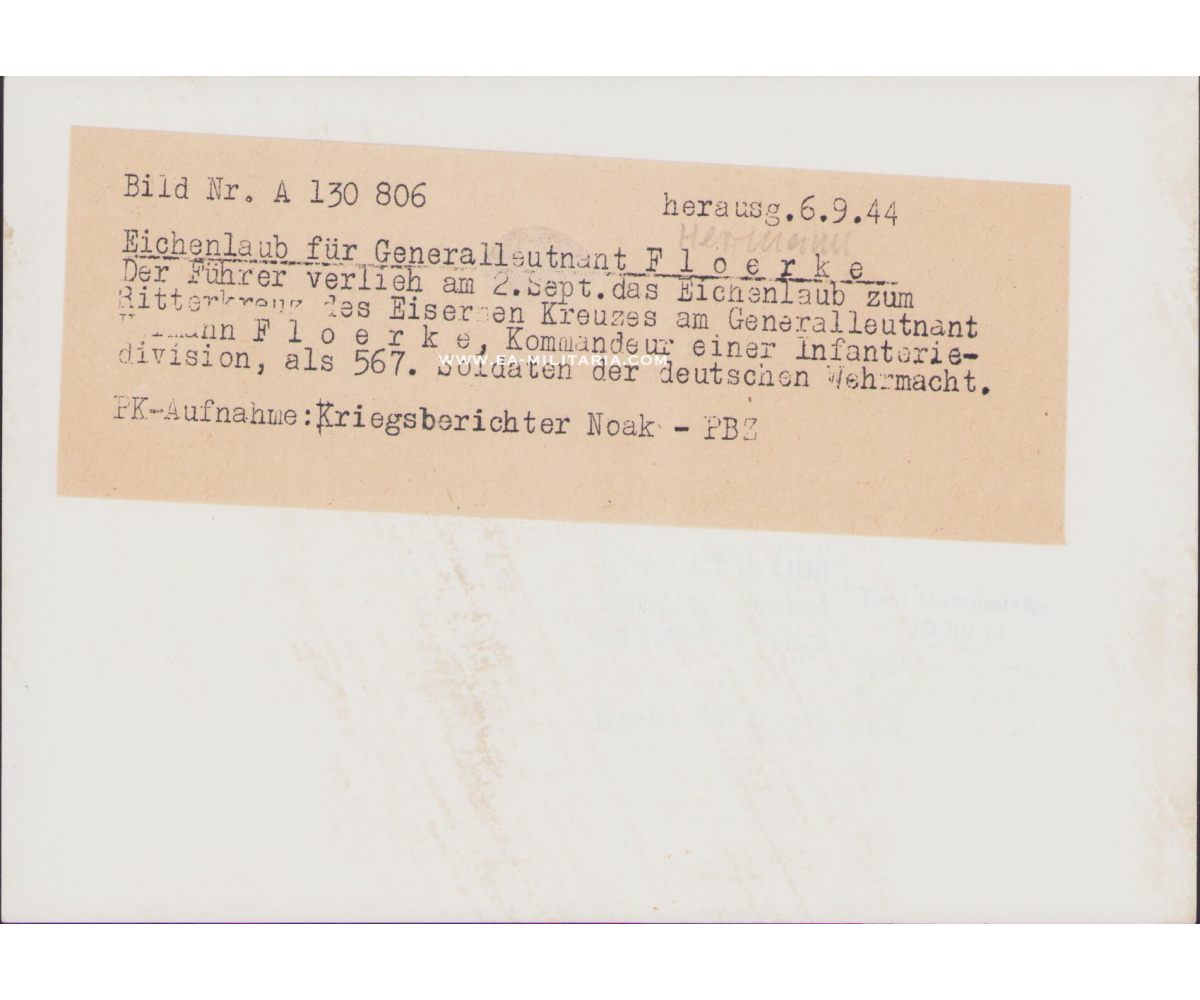 Bild Nr. A 130 806
herausg.6.9.44
Hermann
Eichenlaub für Generalleutnant F l o e r k e
Der Führer verlieh am 2.Sept.das Eichenlaub zum
Ritterkreuz des Eisernen Kreuzes am Generalleutnant
Hermann F l o e r k e, Kommandeur einer Infanterie-
WWW.EA-MILITARIA.COM
division, als 567. Soldaten der deutschen Wehrmacht.
PK-Aufnahme:Kriegsberichter Noak - PBZ